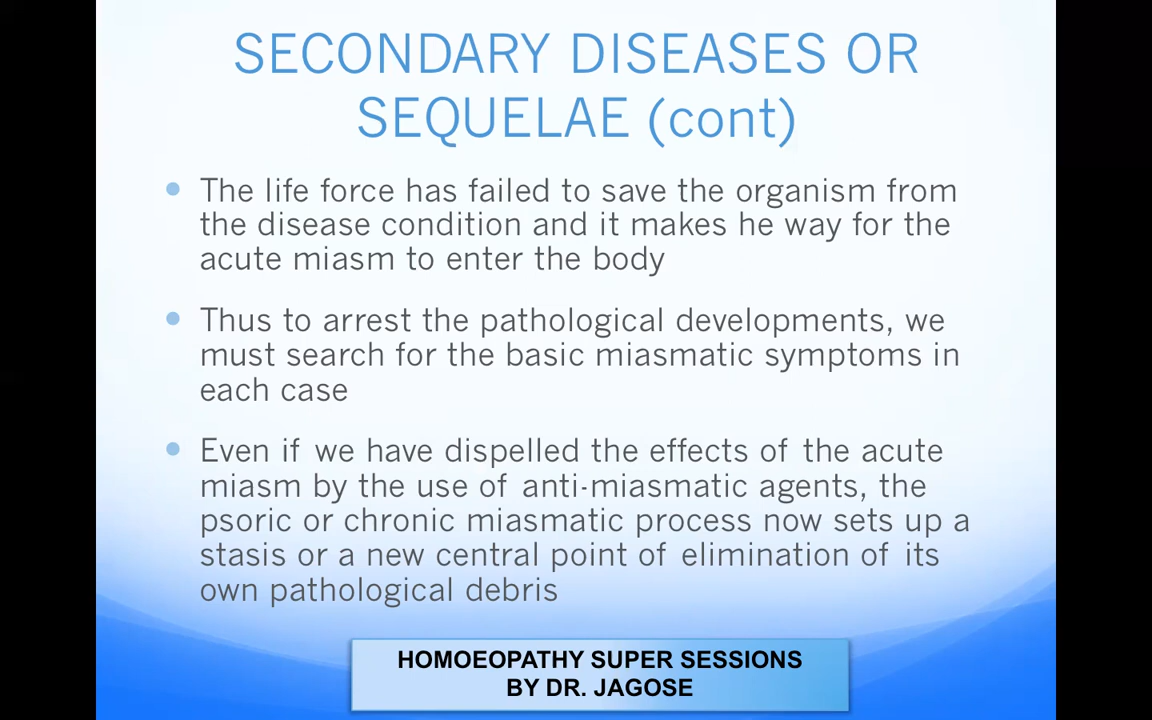 SECONDARY DISEASES OR
SEQUELAE (cont)
The life force has failed to save the organism from
the disease condition and it makes he way for the
acute miasm to enter the body
Thus to arrest the pathological developments, we
must search for the basic miasmatic symptoms in
each case
Even if we have dispelled the effects of the acute
miasm by the use of anti-miasmatic agents, the
psoric or chronic miasmatic process now sets up a
stasis or a new central point of elimination of its
own pathological debris
HOMOEOPATHY SUPER SESSIONS
BY DR. JAGOSE